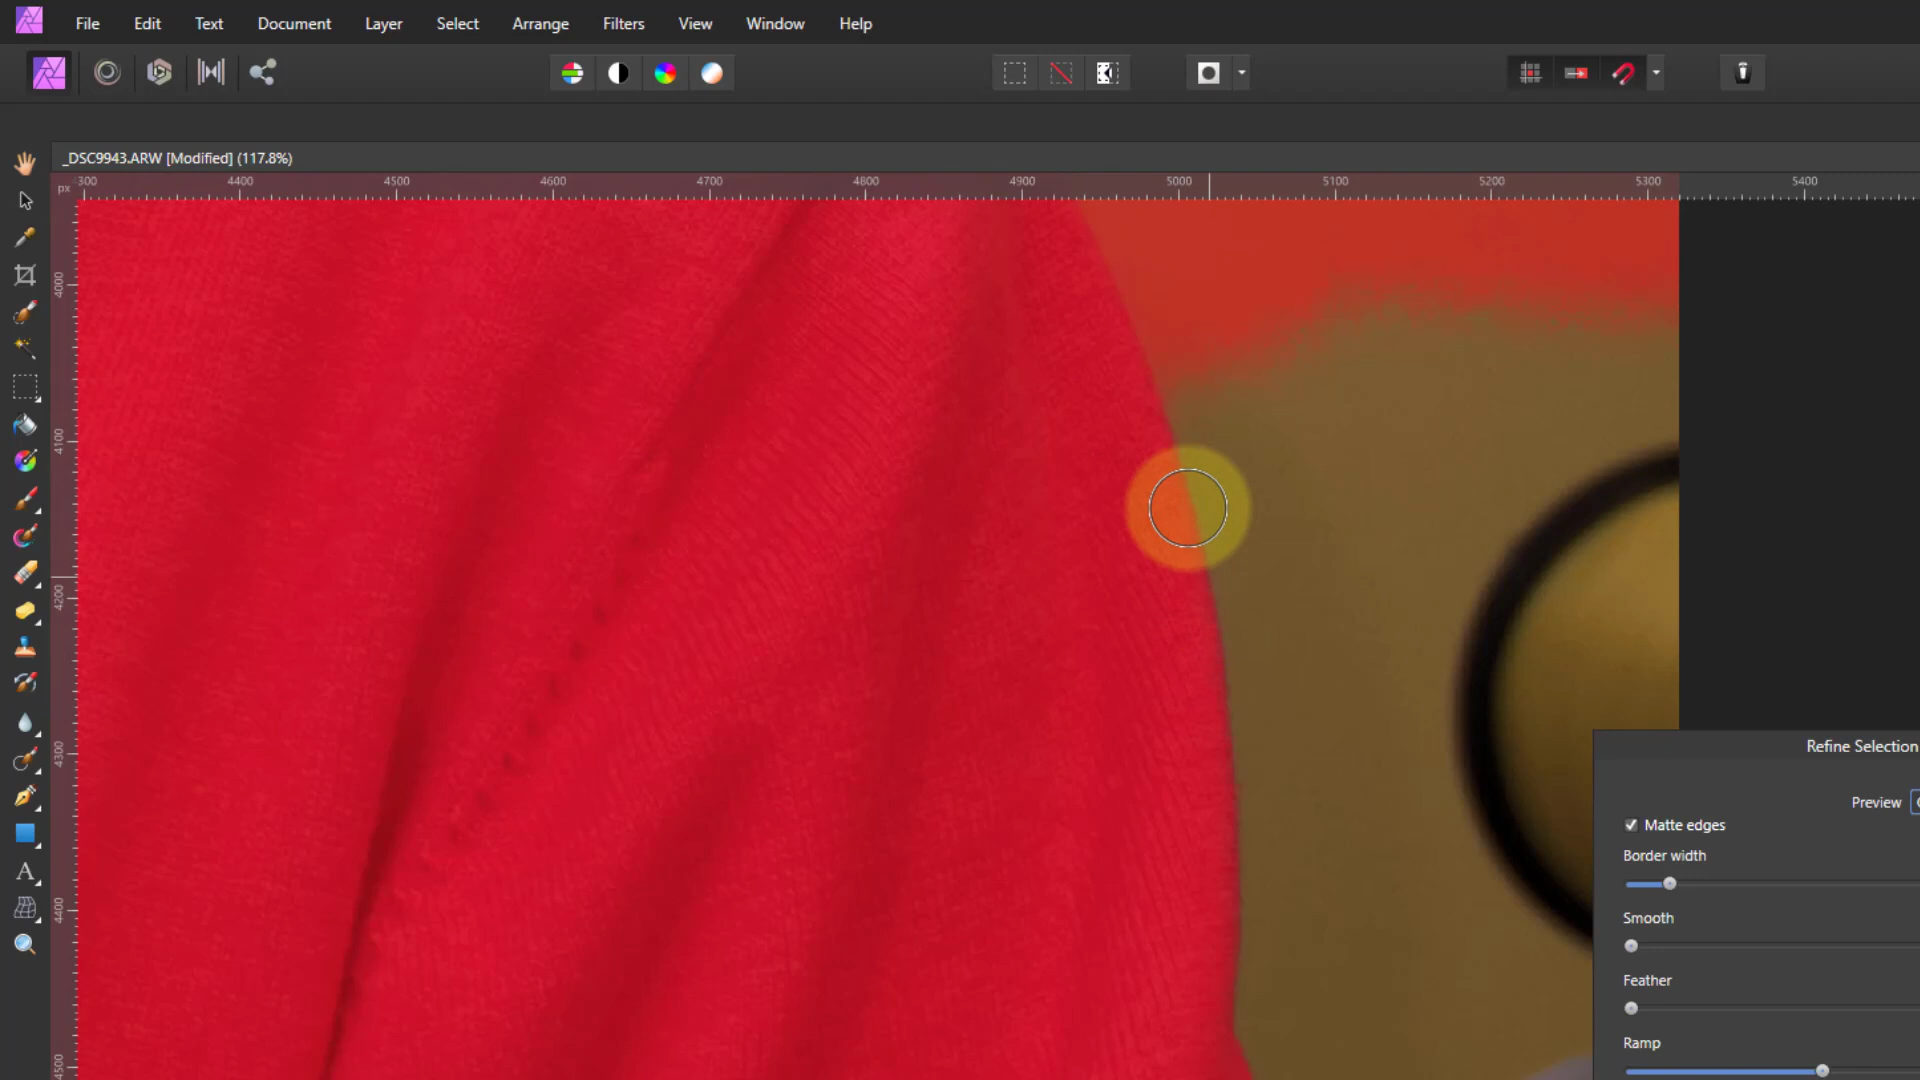 File Edit Text Document Layer Select Arrange Filters View Window Help
_DSC9943.ARW [Modified] (117.8%)
px 300 4400 4500 4600 4700 4800 4900 5000 5100 5200 5300 5400
4000
4100
4200
4300
4400
4500
Refine Selection
Preview
Matte edges
Border width
Smooth
Feather
Ramp
A